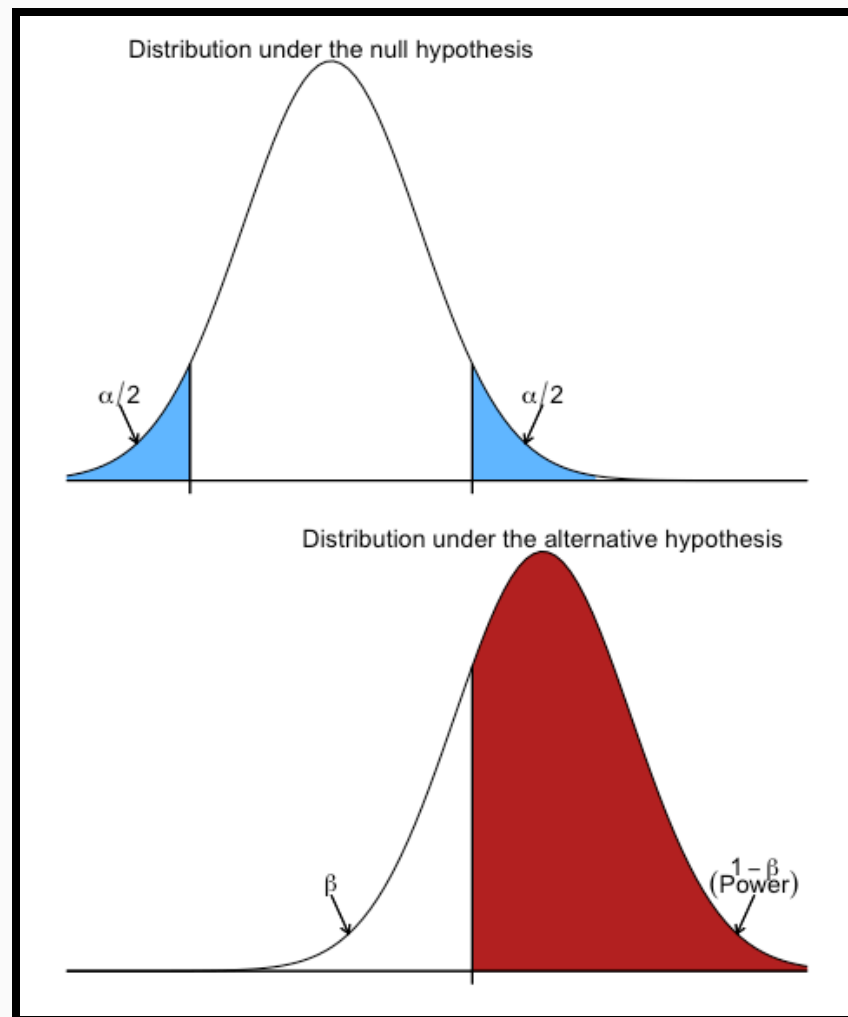 Distribution under the null hypothesis
α/2
α/2
Distribution under the alternative hypothesis
β
1 − β
(Power)